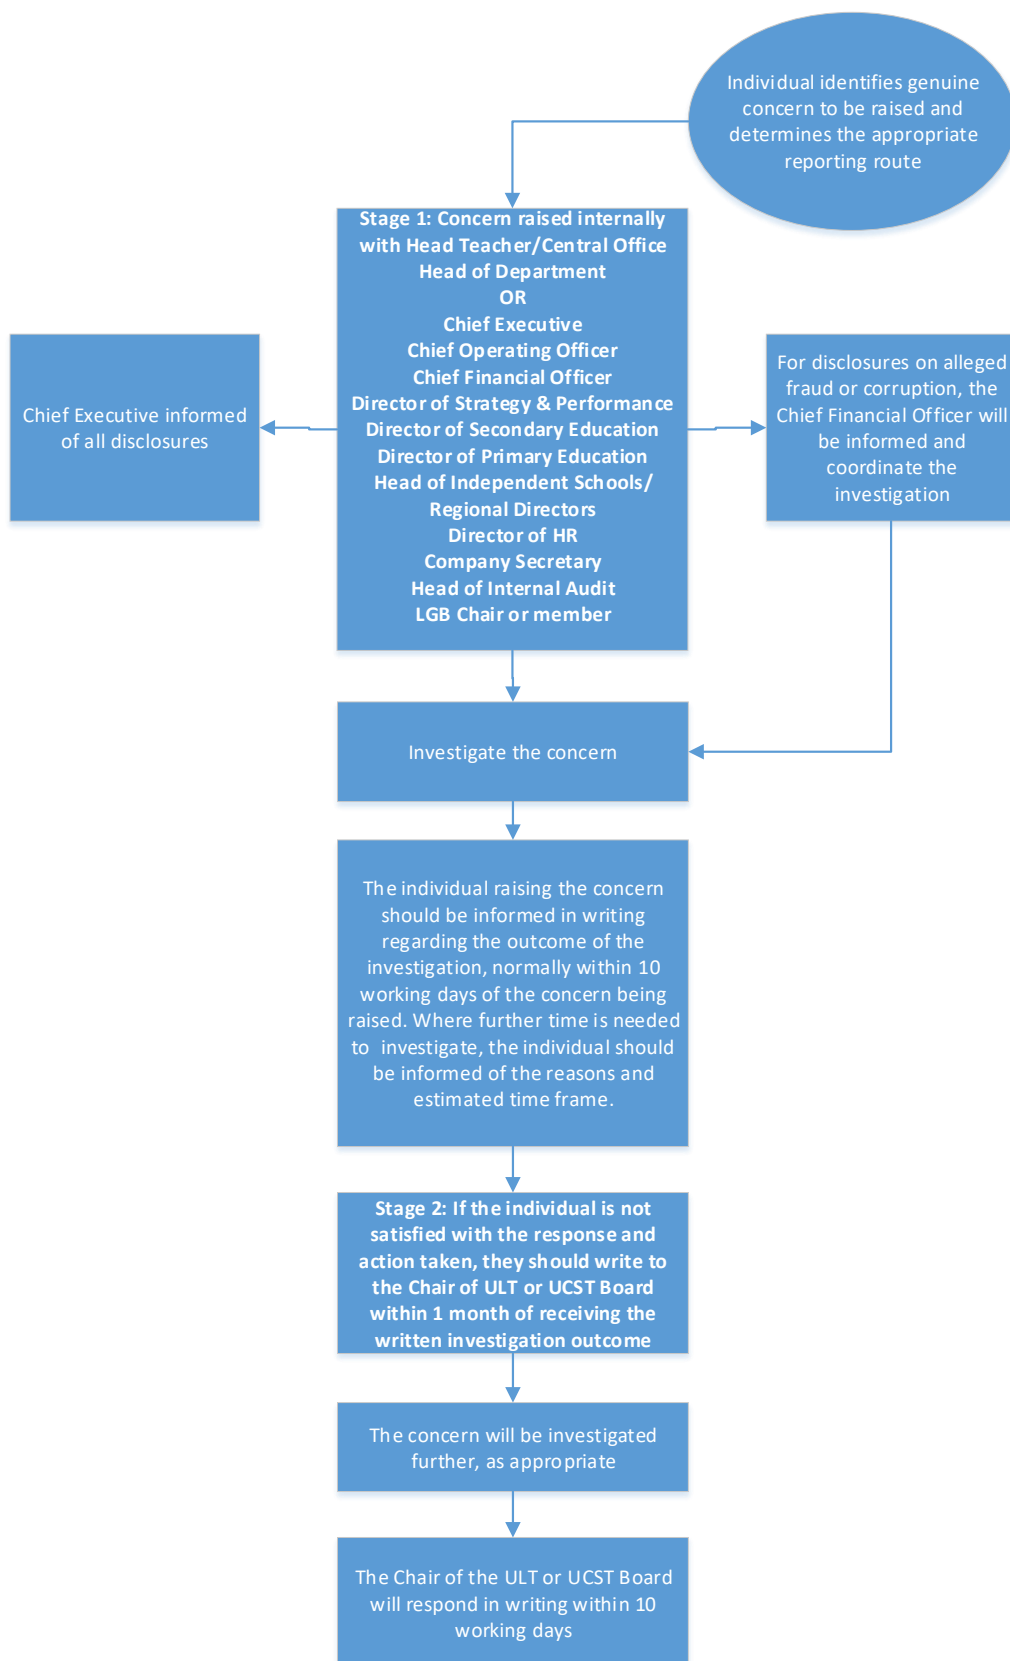 Individual identifies genuine
concern to be raised and
determines the appropriate
reporting route
Stage 1: Concern raised internally
with Head Teacher/Central Office
Head of Department
OR
Chief Executive
Chief Operating Officer
Chief Financial Officer
Director of Strategy & Performance
Director of Secondary Education
Director of Primary Education
Head of Independent Schools/
Regional Directors
Director of HR
Company Secretary
Head of Internal Audit
LGB Chair or member
Chief Executive informed
of all disclosures
For disclosures on alleged
fraud or corruption, the
Chief Financial Officer will
be informed and
coordinate the
investigation
Investigate the concern
The individual raising the concern
should be informed in writing
regarding the outcome of the
investigation, normally within 10
working days of the concern being
raised. Where further time is needed
to investigate, the individual should
be informed of the reasons and
estimated time frame.
Stage 2: If the individual is not
satisfied with the response and
action taken, they should write to
the Chair of ULT or UCST Board
within 1 month of receiving the
written investigation outcome
The concern will be investigated
further, as appropriate
The Chair of the ULT or UCST Board
will respond in writing within 10
working days